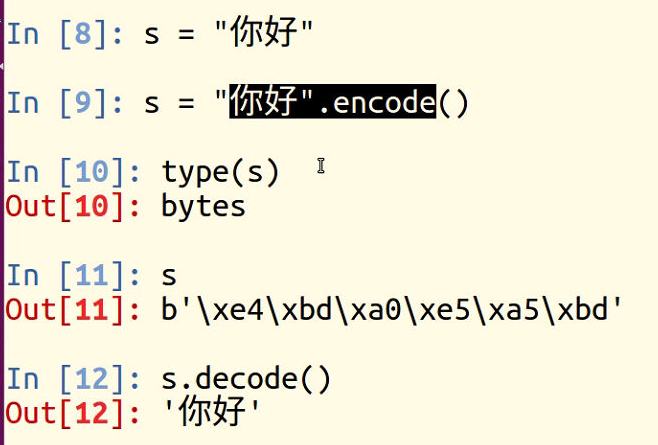 In [8]: s = "你好"
In [9]: s = "你好".encode()
In [10]: type(s)
Out[10]: bytes
In [11]: s
Out[11]: b'\xe4\xbd\xa0\xe5\xa5\xbd'
In [12]: s.decode()
Out[12]: '你好'